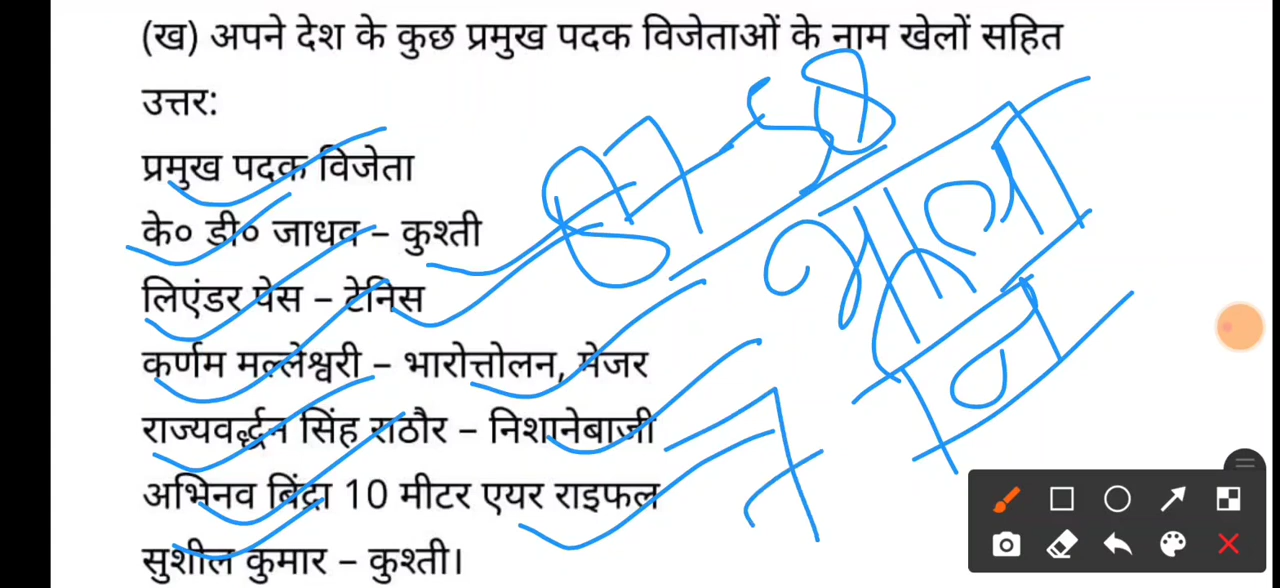 (ख) अपने देश के कुछ प्रमुख पदक विजेताओं के नाम खेलों सहित
उत्तर:
प्रमुख पदक विजेता
के० डी० जाधव – कुश्ती
लिएंडर पेस – टेनिस
कर्णम मल्लेश्वरी – भारोत्तोलन, मेजर
राज्यवर्द्धन सिंह राठौर – निशानेबाजी
अभिनव बिंद्रा 10 मीटर एयर राइफल
सुशील कुमार – कुश्ती।